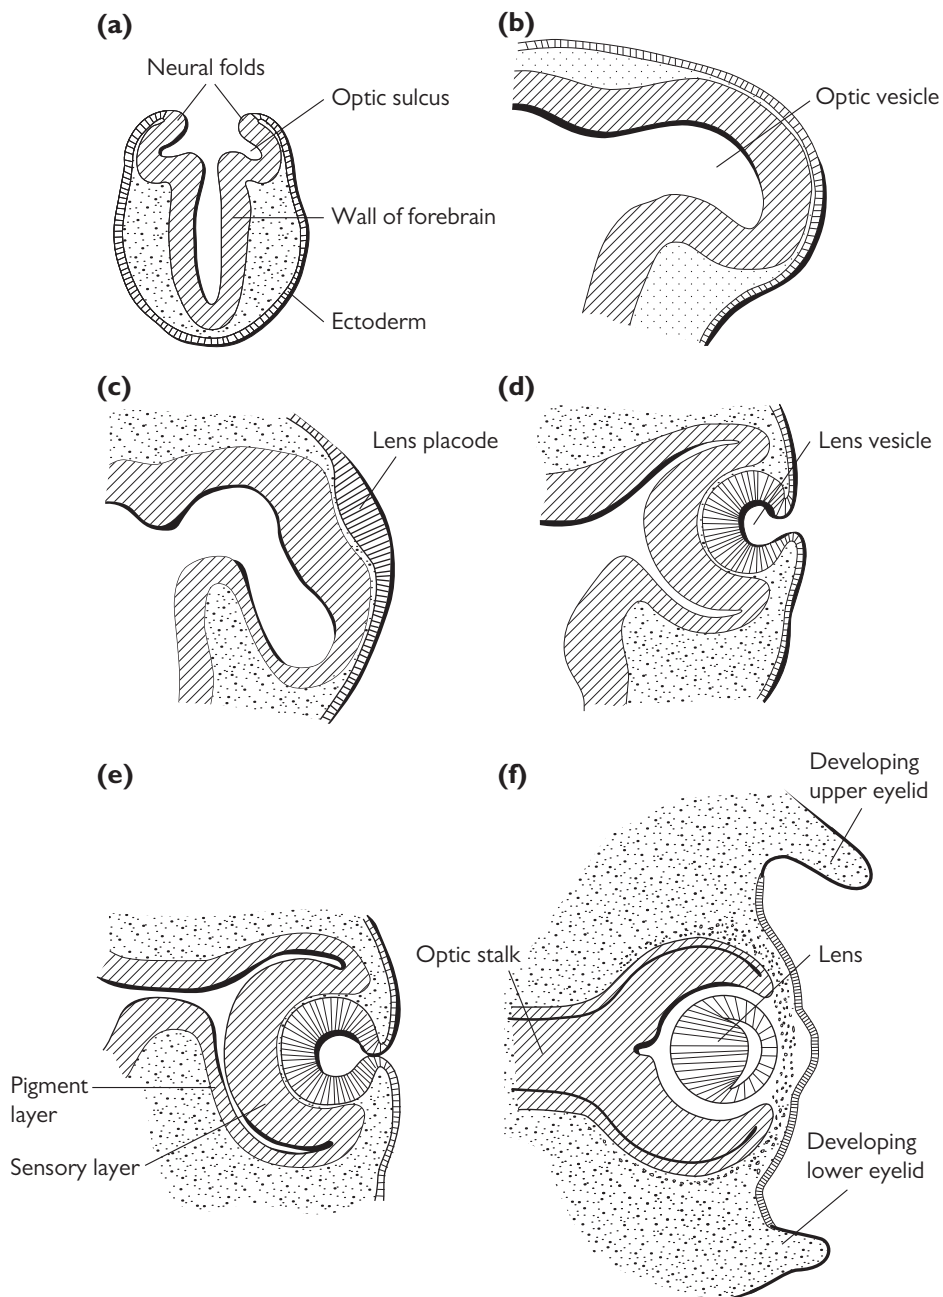 (a)
Neural folds
Optic sulcus
Wall of forebrain
Ectoderm
(b)
Optic vesicle
(c)
Lens placode
(d)
Lens vesicle
(e)
Pigment
layer
Sensory layer
(f)
Developing
upper eyelid
Optic stalk
Lens
Developing
lower eyelid